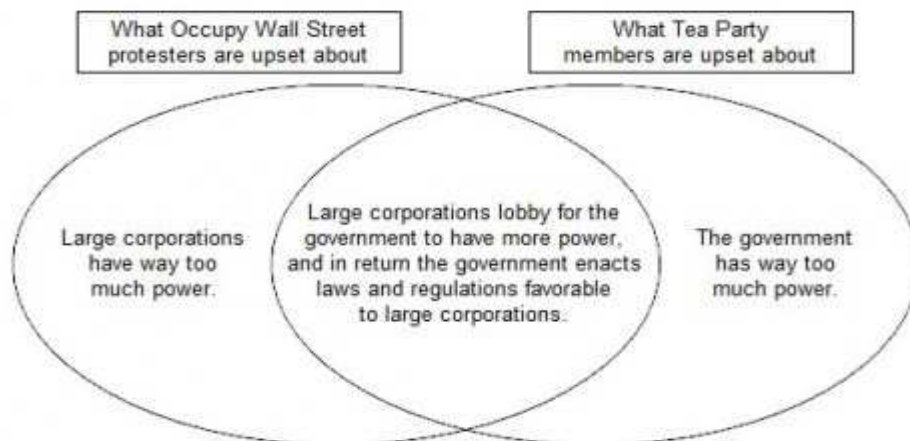 What Occupy Wall Street
protesters are upset about
What Tea Party
members are upset about
Large corporations
have way too
much power.
Large corporations lobby for the
government to have more power,
and in return the government enacts
laws and regulations favorable
to large corporations.
The government
has way too
much power.